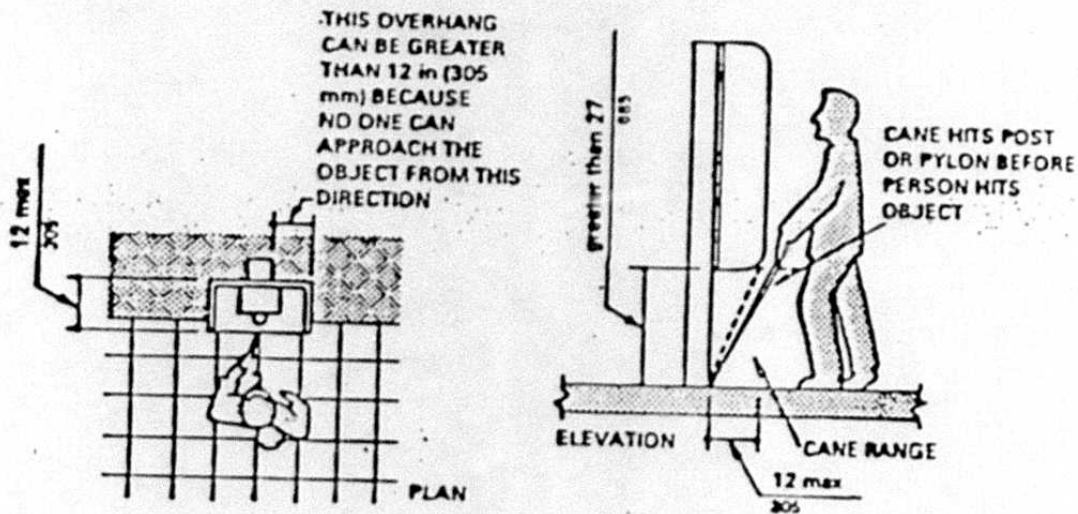 THIS OVERHANG
CAN BE GREATER
THAN 12 in (305
mm) BECAUSE
NO ONE CAN
APPROACH THE
OBJECT FROM THIS
DIRECTION
12 max
305
PLAN
greater than 27
685
CANE HITS POST
OR PYLON BEFORE
PERSON HITS
OBJECT
ELEVATION
CANE RANGE
12 max
305